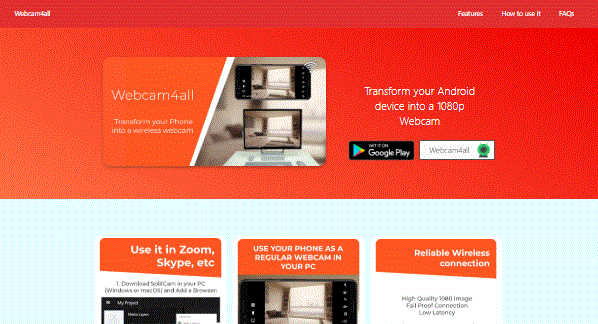 Webcam4all
Features
How to use it
FAQs
Webcam4all
Transform your Phone
into a wireless webcam
Transform your Android
device into a 1080p
Webcam
GET IT ON
Google Play
Webcam4all
Use it in Zoom,
Skype, etc
1. Download SplitCam in your PC
(Windows or macOS) and Add a Browser:
My Project
Media Layers
USE YOUR PHONE AS A
REGULAR WEBCAM IN
YOUR PC
Reliable Wireless
connection
High Quality 1080 Image
Fail Proof Connection
Low Latency